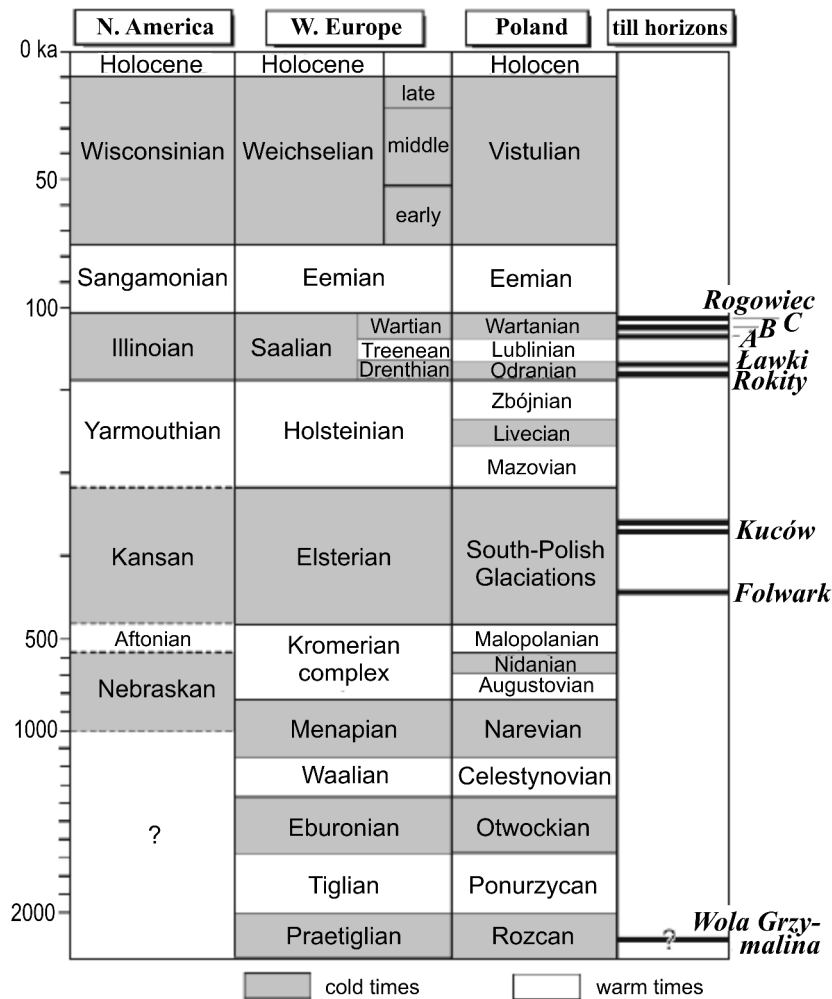 N. America W. Europe Poland till horizons
0 ka
Holocene Holocene Holocen
late
Wisconsinian Weichselian middle Vistulian
50
early
Sangamonian Eemian Eemian
100
Rogowiec
A B C
Illinoian Saalian Wartian Wartanian
Treenean Lublinian
Drenthian Odranian
Ławki
Rokity
Zbójnian
Yarmouthian Holsteinian Livecian
Mazovian
Kansan Elsterian South-Polish
Glaciations
Kuców
Folwark
500
Aftonian Kromerian Malopolanian
complex Nidanian
Nebraskan Augustovian
1000
Menapian Narevian
Waalian Celestynovian
? Eburonian Otwockian
Tiglian Ponurzycan
2000
Praetiglian Rozcan ? Wola Grzy-
malina
cold times warm times